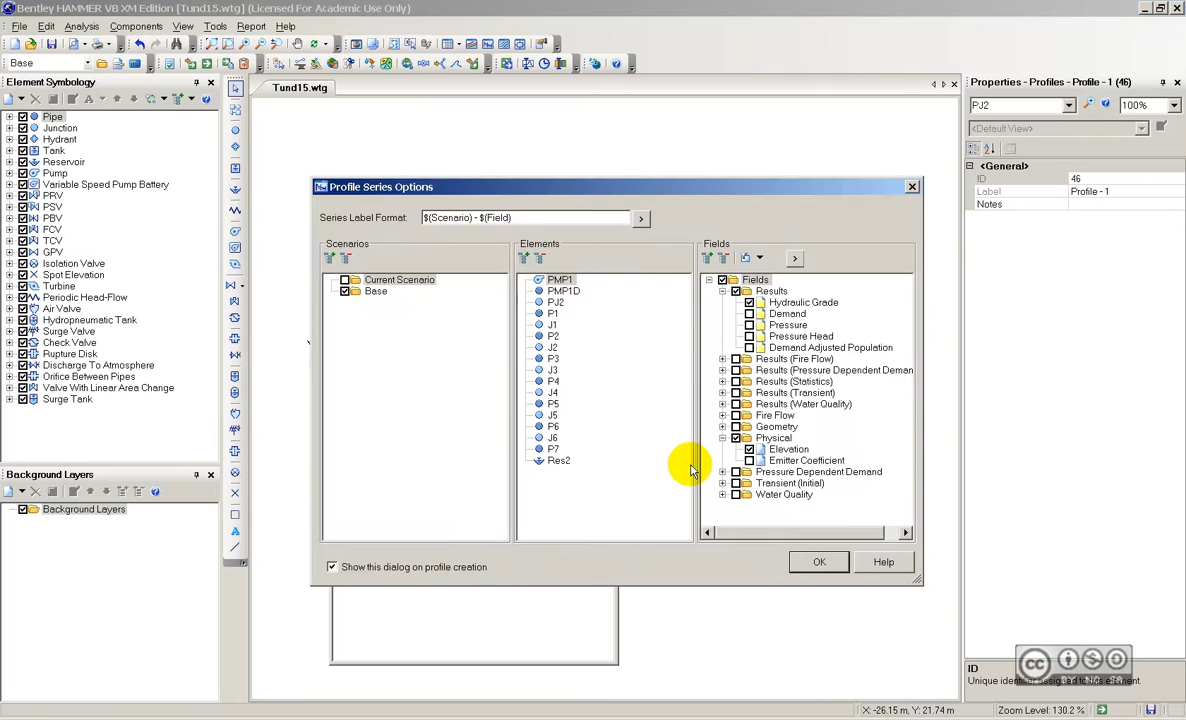 Bentley HAMMER V8 XM Edition [Tund15.wtg] (Licensed For Academic Use Only)
File Edit Analysis Components View Tools Report Help
Base
Element Symbology
Pipe
Junction
Hydrant
Tank
Reservoir
Pump
Variable Speed Pump Battery
PRV
PSV
PBV
FCV
TCV
GPV
Isolation Valve
Spot Elevation
Turbine
Periodic Head-Flow
Air Valve
Hydropneumatic Tank
Surge Valve
Check Valve
Rupture Disk
Discharge To Atmosphere
Orifice Between Pipes
Valve With Linear Area Change
Surge Tank
Background Layers
Background Layers
Tund15.wtg
Profile Series Options
Series Label Format: $(Scenario) - $(Field) >
Scenarios
Current Scenario
Base
Elements
PMP1
PMP1D
PJ2
P1
J1
P2
J2
P3
J3
P4
J4
P5
J5
P6
J6
P7
Res2
Fields
>
Fields
Results
Hydraulic Grade
Demand
Pressure
Pressure Head
Demand Adjusted Population
Results (Fire Flow)
Results (Pressure Dependent Deman
Results (Statistics)
Results (Transient)
Results (Water Quality)
Fire Flow
Geometry
Physical
Elevation
Emitter Coefficient
Pressure Dependent Demand
Transient (Initial)
Water Quality
Show this dialog on profile creation
OK Help
Properties - Profiles - Profile - 1 (46)
PJ2 100%
<Default View>
<General>
ID 46
Label Profile - 1
Notes
ID
Unique identifier assigned to this element.
cc BY NC SA
X: -26.15 m, Y: 21.74 m Zoom Level: 130.2 %